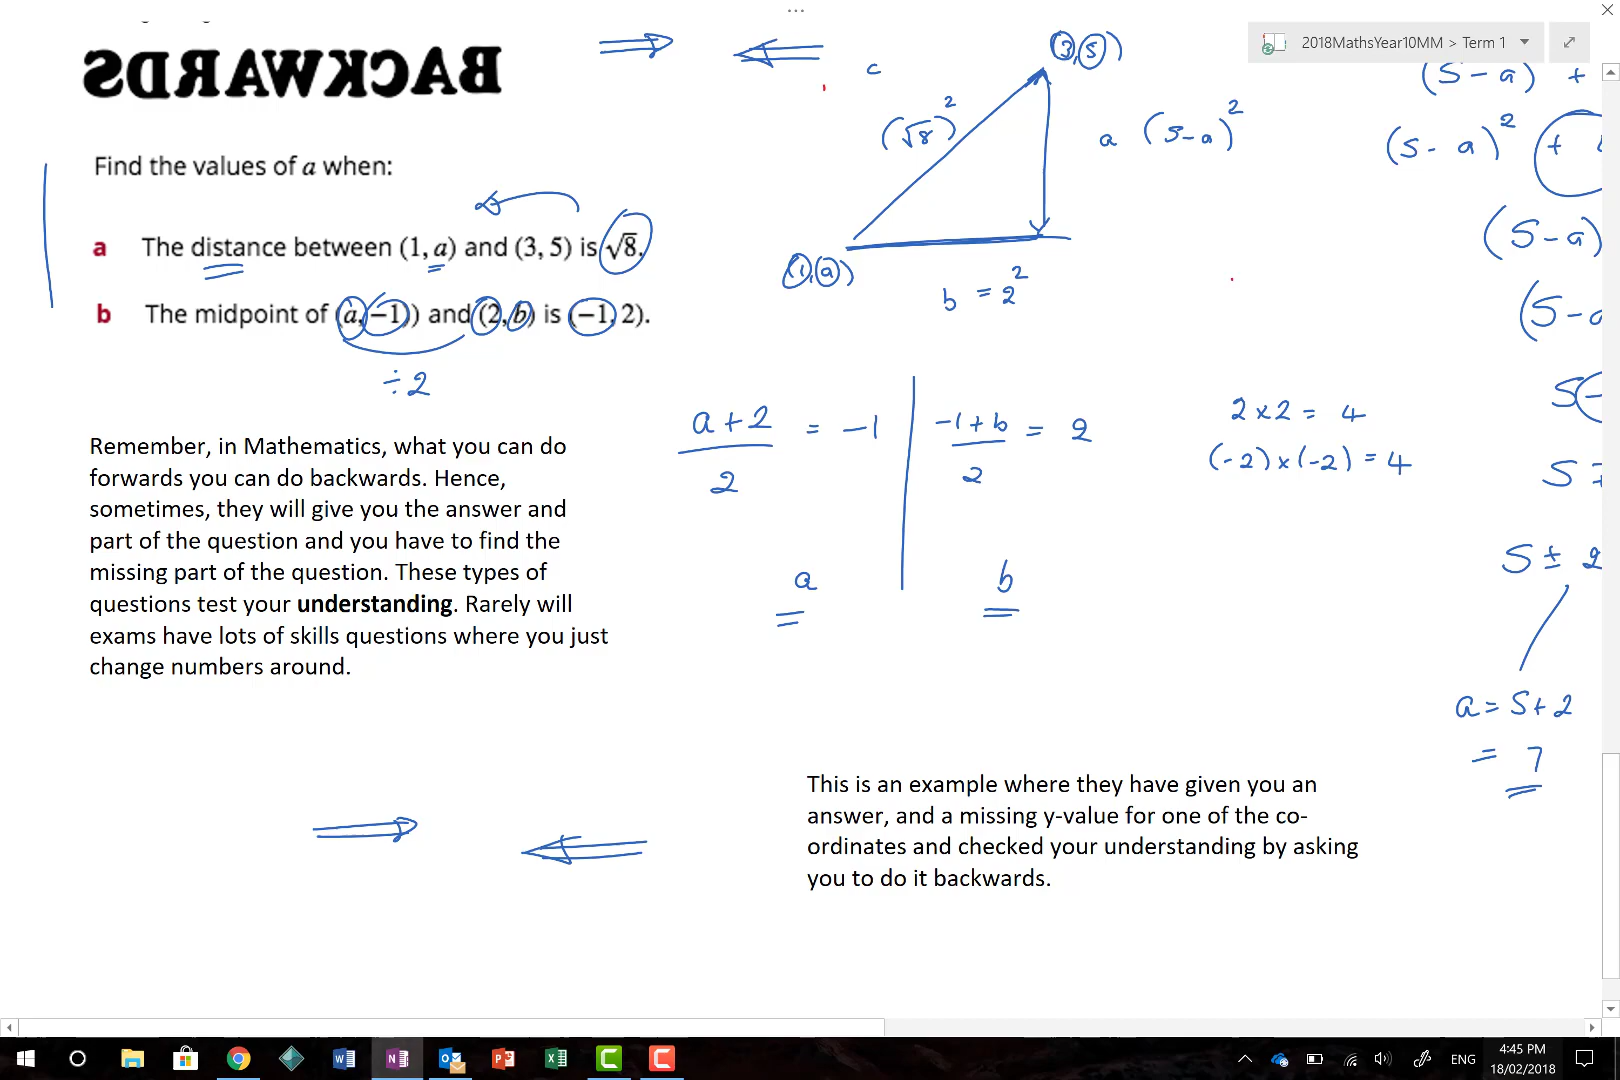 BACKWARDS
2018MathsYear10MM > Term 1
Find the values of a when:
a The distance between (1, a) and (3, 5) is √8.
b The midpoint of (a, −1)) and (2, b) is (−1, 2).
÷ 2
Remember, in Mathematics, what you can do
forwards you can do backwards. Hence,
sometimes, they will give you the answer and
part of the question and you have to find the
missing part of the question. These types of
questions test your understanding. Rarely will
exams have lots of skills questions where you just
change numbers around.
c
(3, 5)
(√8)²
a (5 - a)²
(1, a)
b = 2²
(a + 2)/2 = -1
(-1 + b)/2 = 2
a
b
2 x 2 = 4
(-2) x (-2) = 4
(5 - a) +
(5 - a)² +
(5 - a)
(5 - a
5 -
5
5 ± 2
a = 5 + 2
= 7
This is an example where they have given you an
answer, and a missing y-value for one of the co-
ordinates and checked your understanding by asking
you to do it backwards.
ENG
4:45 PM
18/02/2018